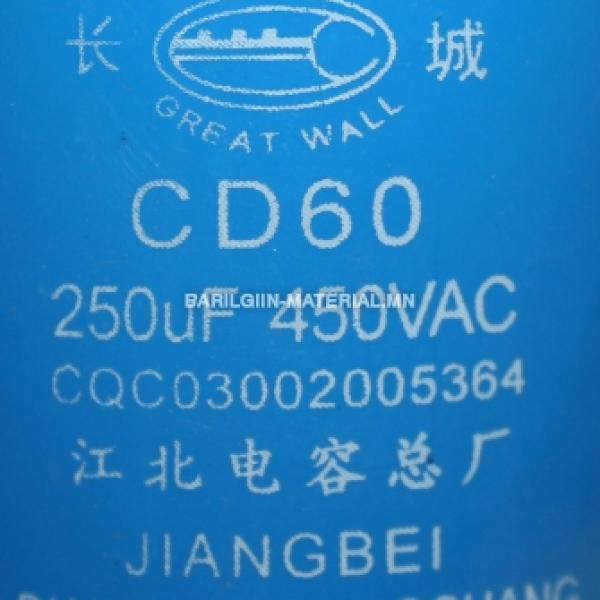 长 城
GREAT WALL
CD60
250uF 450VAC
BARILGIIN-MATERIAL.MN
CQC03002005364
江北电容总厂
JIANGBEI